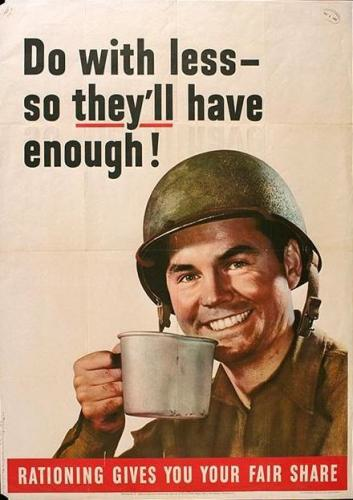 Do with less–
so they'll have
enough!
RATIONING GIVES YOU YOUR FAIR SHARE